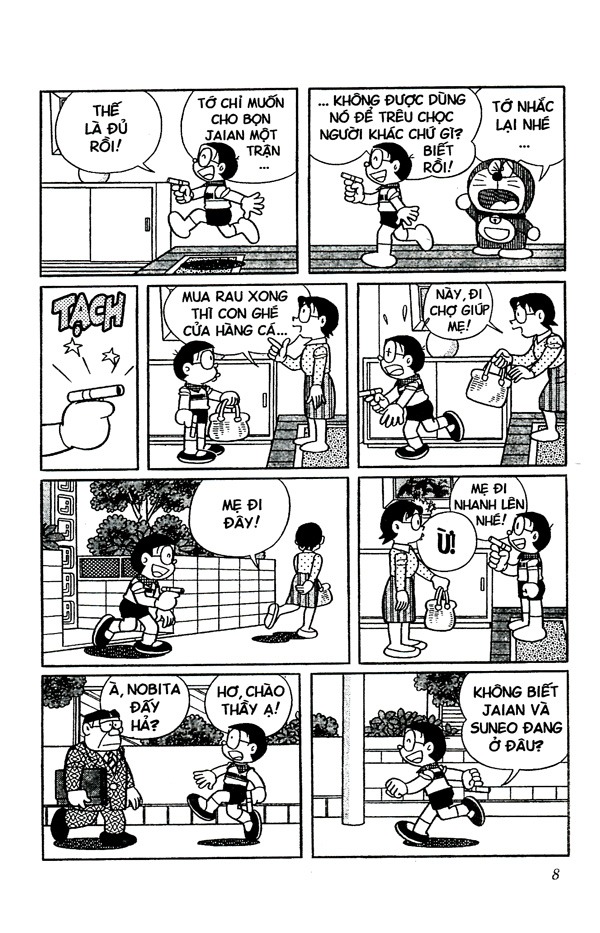 TỚ NHẮC
LẠI NHÉ
...
... KHÔNG ĐƯỢC DÙNG
NÓ ĐỂ TRÊU CHỌC
NGƯỜI KHÁC CHỨ GÌ?
BIẾT
RỒI!
TỚ CHỈ MUỐN
CHO BỌN
JAIAN MỘT
TRẬN
...
THẾ
LÀ ĐỦ
RỒI!
NÀY, ĐI
CHỢ GIÚP
MẸ!
MUA RAU XONG
THÌ CON GHÉ
CỬA HÀNG CÁ...
TẠCH
MẸ ĐI
NHANH LÊN
NHÉ!
Ừ!
MẸ ĐI
ĐÂY!
KHÔNG BIẾT
JAIAN VÀ
SUNEO ĐANG
Ở ĐÂU?
HƠ, CHÀO
THẦY Ạ!
À, NOBITA
ĐẤY
HẢ?
8